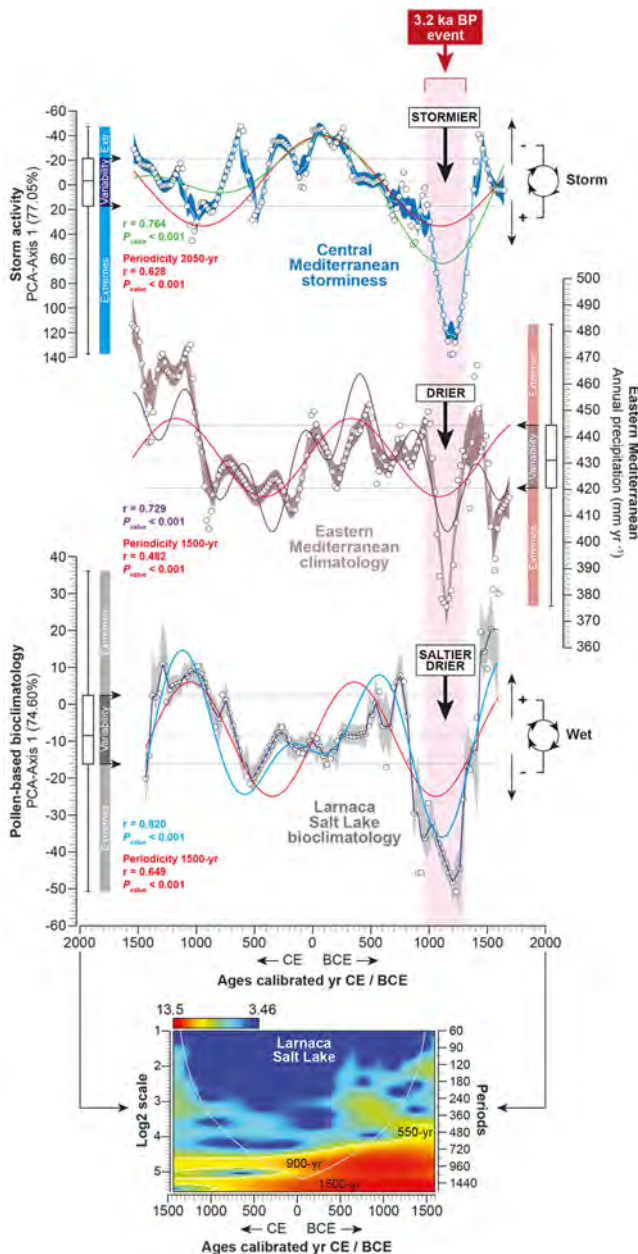 3.2 ka BP
event
-60
-40
-20
0
20
40
60
80
100
120
140
Storm activity
PCA-Axis 1 (77.05%)
Extr.
Variability
Extremes
STORMIER
-
+
Storm
r = 0.764
Pvalue < 0.001
Periodicity 2050-yr
r = 0.628
Pvalue < 0.001
Central
Mediterranean
storminess
500
490
480
470
460
450
440
430
420
410
400
390
380
370
360
Eastern Mediterranean
Annual precipitation (mm yr-1)
Extremes
Variability
Extremes
DRIER
r = 0.729
Pvalue < 0.001
Periodicity 1500-yr
r = 0.482
Pvalue < 0.001
Eastern
Mediterranean
climatology
40
30
20
10
0
-10
-20
-30
-40
-50
-60
Pollen-based bioclimatology
PCA-Axis 1 (74.60%)
Extremes
Variability
Extremes
SALTIER
DRIER
+
-
Wet
r = 0.820
Pvalue < 0.001
Periodicity 1500-yr
r = 0.649
Pvalue < 0.001
Larnaca
Salt Lake
bioclimatology
2000 1500 1000 500 0 500 1000 1500 2000
← CE BCE →
Ages calibrated yr CE / BCE
13.5 3.46
Larnaca
Salt Lake
1
2
3
4
5
Log2 scale
60
90
120
180
240
360
480
720
960
1440
Periods
550-yr
900-yr
1500-yr
1500 1000 500 0 500 1000 1500
← CE BCE →
Ages calibrated yr CE / BCE